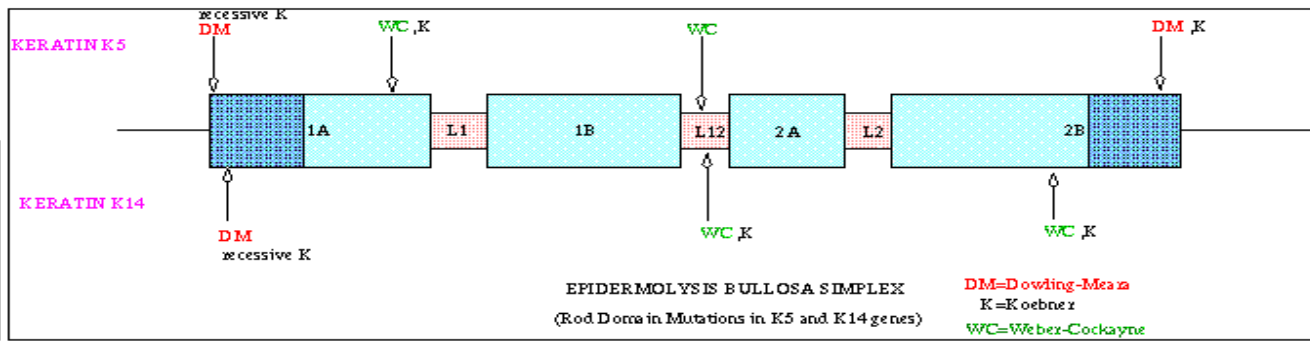 recessive K
DM
WC ,K
WC
DM ,K
KERATIN K5
1A
L1
1B
L12
2A
L2
2B
KERATIN K14
DM
recessive K
WC ,K
WC ,K
EPIDERMOLYSIS BULLOSA SIMPLEX
(Rod Domain Mutations in K5 and K14 genes)
DM=Dowling-Meara
K=Koebner
WC=Weber-Cockayne